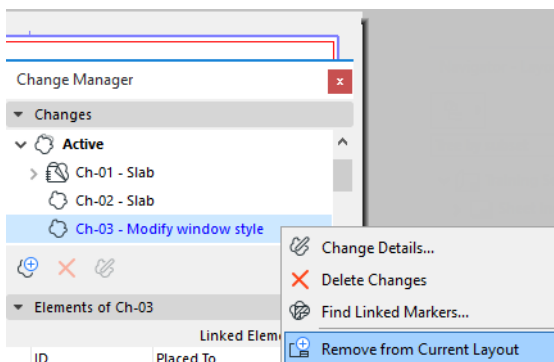 Change Manager
x
Changes
Active
Ch-01 - Slab
Ch-02 - Slab
Ch-03 - Modify window style
Change Details...
Delete Changes
Find Linked Markers...
Remove from Current Layout
Elements of Ch-03
Linked Eleme
ID Placed To